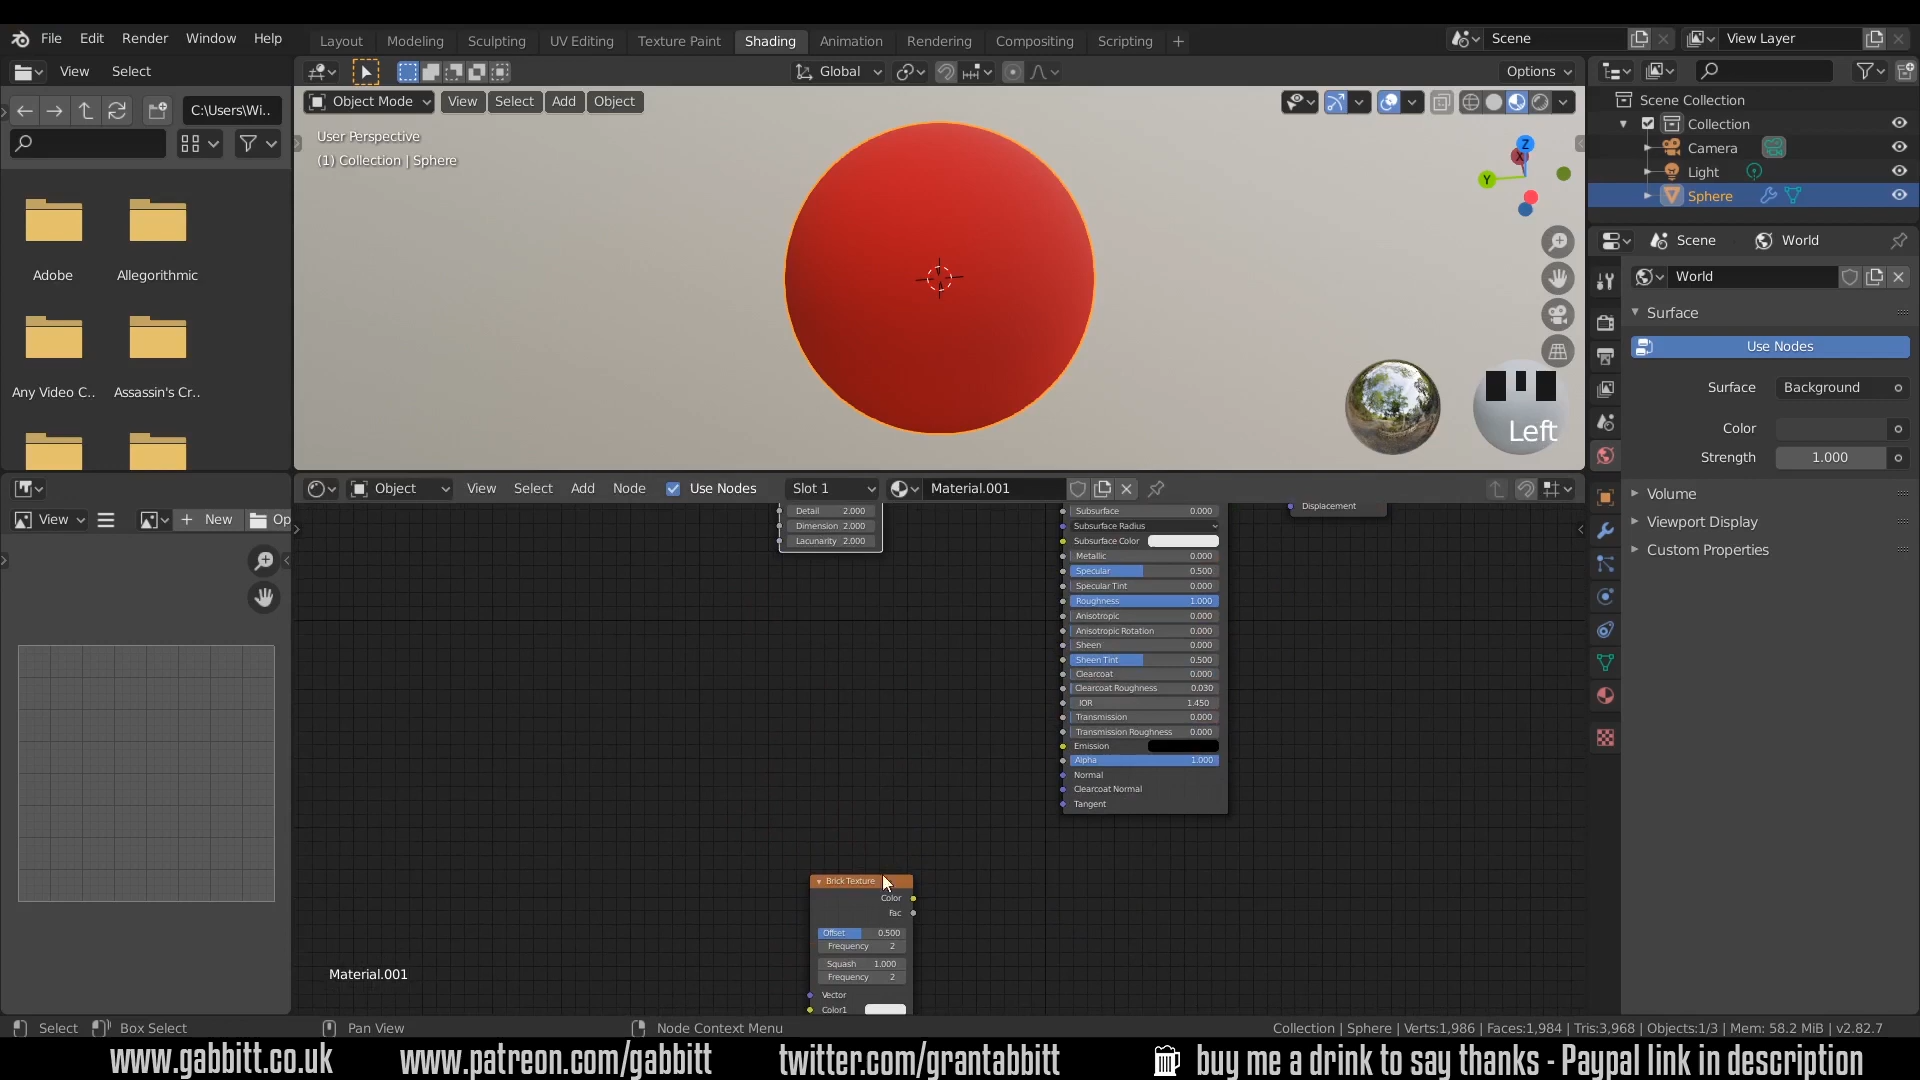 File Edit Render Window Help
Layout Modeling Sculpting UV Editing Texture Paint Shading Animation Rendering Compositing Scripting +
Scene View Layer
View Select
Global Options
C:\Users\Wi..
Object Mode View Select Add Object
User Perspective
(1) Collection | Sphere
Z
X
Y
Scene Collection
Collection
Camera
Light
Sphere
Adobe Allegorithmic
Any Video C.. Assassin's Cr..
Left
Scene World
World
Surface
Use Nodes
Surface Background
Color
Strength 1.000
Volume
Viewport Display
Custom Properties
Object View Select Add Node Use Nodes Slot 1 Material.001
View + New Op
Detail 2.000
Dimension 2.000
Lacunarity 2.000
Subsurface 0.000
Subsurface Radius
Subsurface Color
Metallic 0.000
Specular 0.500
Specular Tint 0.000
Roughness 1.000
Anisotropic 0.000
Anisotropic Rotation 0.000
Sheen 0.000
Sheen Tint 0.500
Clearcoat 0.000
Clearcoat Roughness 0.030
IOR 1.450
Transmission 0.000
Transmission Roughness 0.000
Emission
Alpha 1.000
Normal
Clearcoat Normal
Tangent
Displacement
Brick Texture
Color
Fac
Offset 0.500
Frequency 2
Squash 1.000
Frequency 2
Vector
Color1
Material.001
Select Box Select Pan View Node Context Menu
Collection | Sphere | Verts:1,986 | Faces:1,984 | Tris:3,968 | Objects:1/3 | Mem: 58.2 MiB | v2.82.7
www.gabbitt.co.uk www.patreon.com/gabbitt twitter.com/grantabbitt buy me a drink to say thanks - Paypal link in description